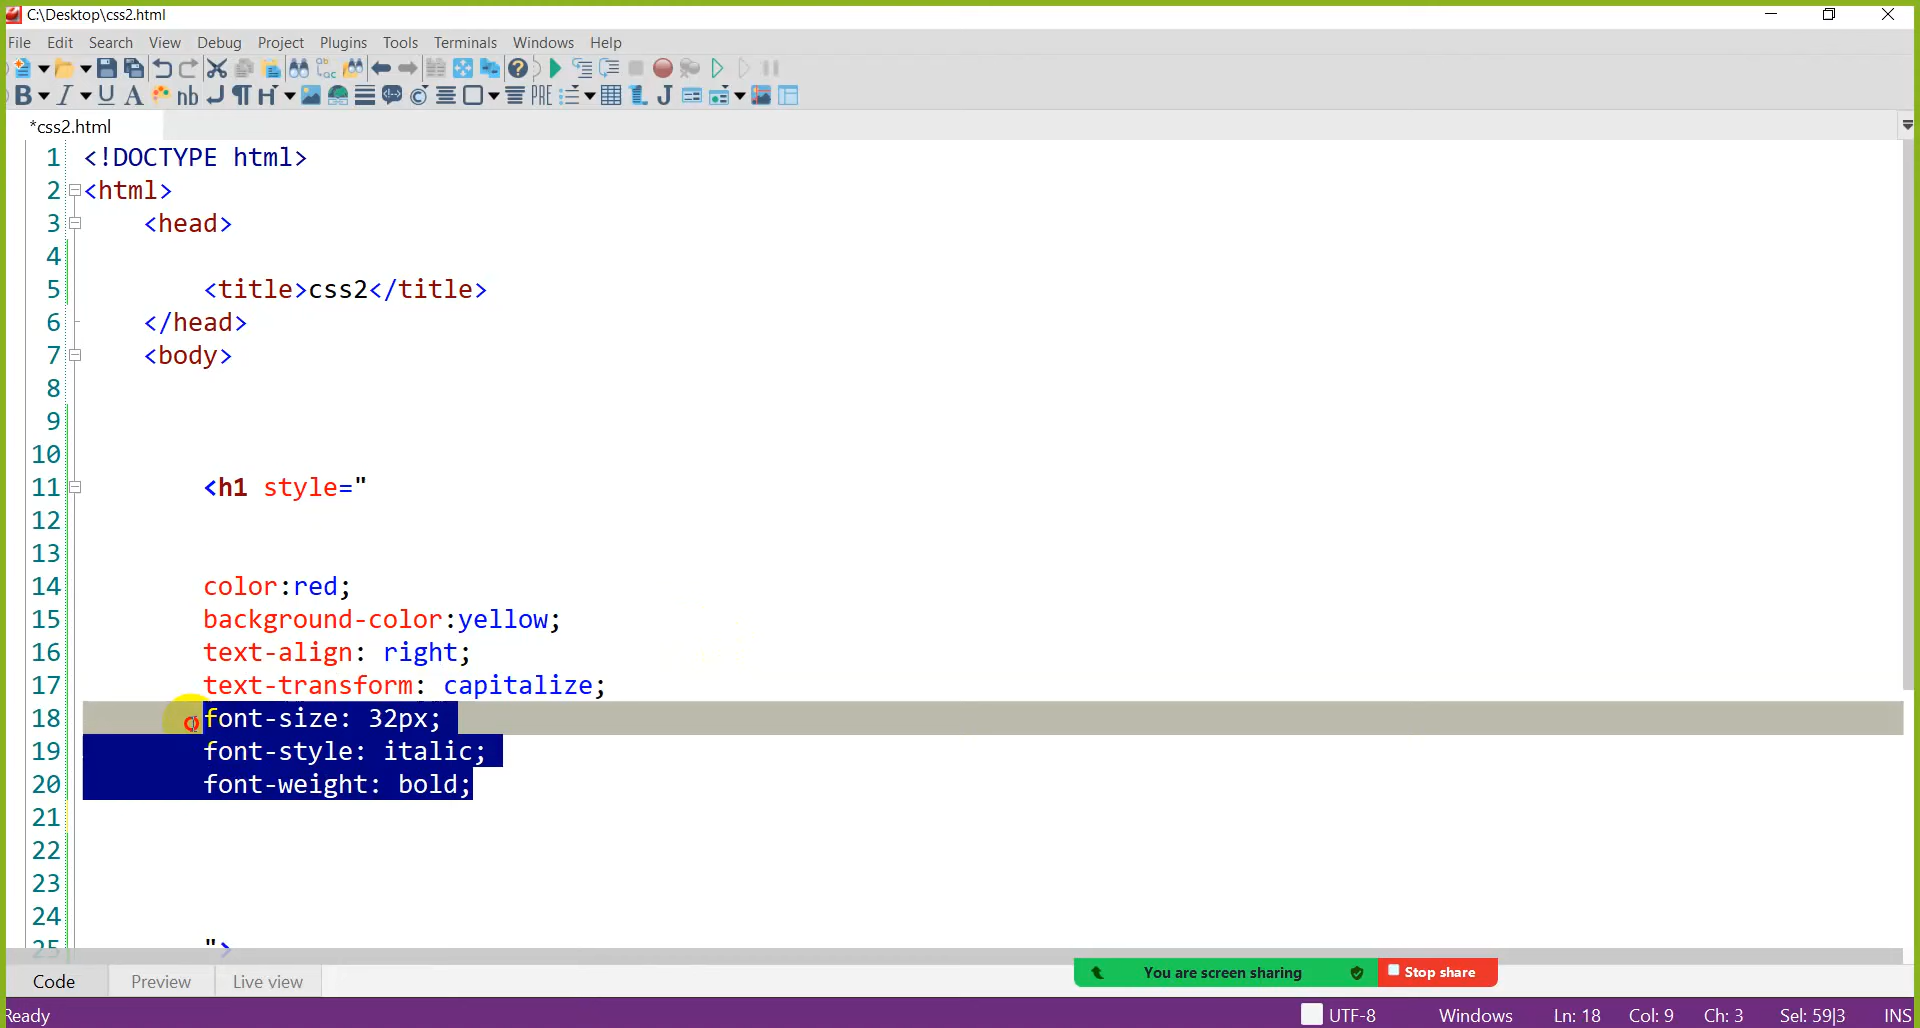 C:\Desktop\css2.html
File Edit Search View Debug Project Plugins Tools Terminals Windows Help
B I U A nb H PRE J
*css2.html
1 <!DOCTYPE html>
2 <html>
3 <head>
4
5 <title>css2</title>
6 </head>
7 <body>
8
9
10
11 <h1 style="
12
13
14 color:red;
15 background-color:yellow;
16 text-align: right;
17 text-transform: capitalize;
18 font-size: 32px;
19 font-style: italic;
20 font-weight: bold;
21
22
23
24
25 ">
Code Preview Live view
You are screen sharing Stop share
Ready UTF-8 Windows Ln: 18 Col: 9 Ch: 3 Sel: 59|3 INS